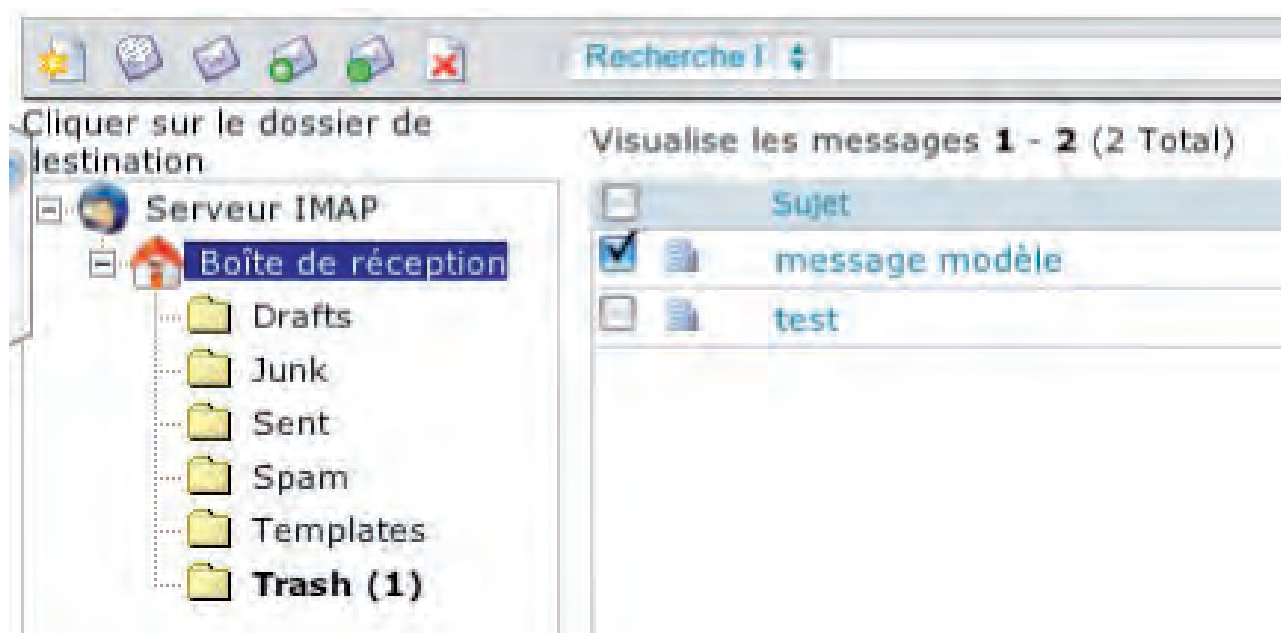 Recherche
Cliquer sur le dossier de
destination
Serveur IMAP
Boîte de réception
Drafts
Junk
Sent
Spam
Templates
Trash (1)
Visualise les messages 1 - 2 (2 Total)
Sujet
message modèle
test